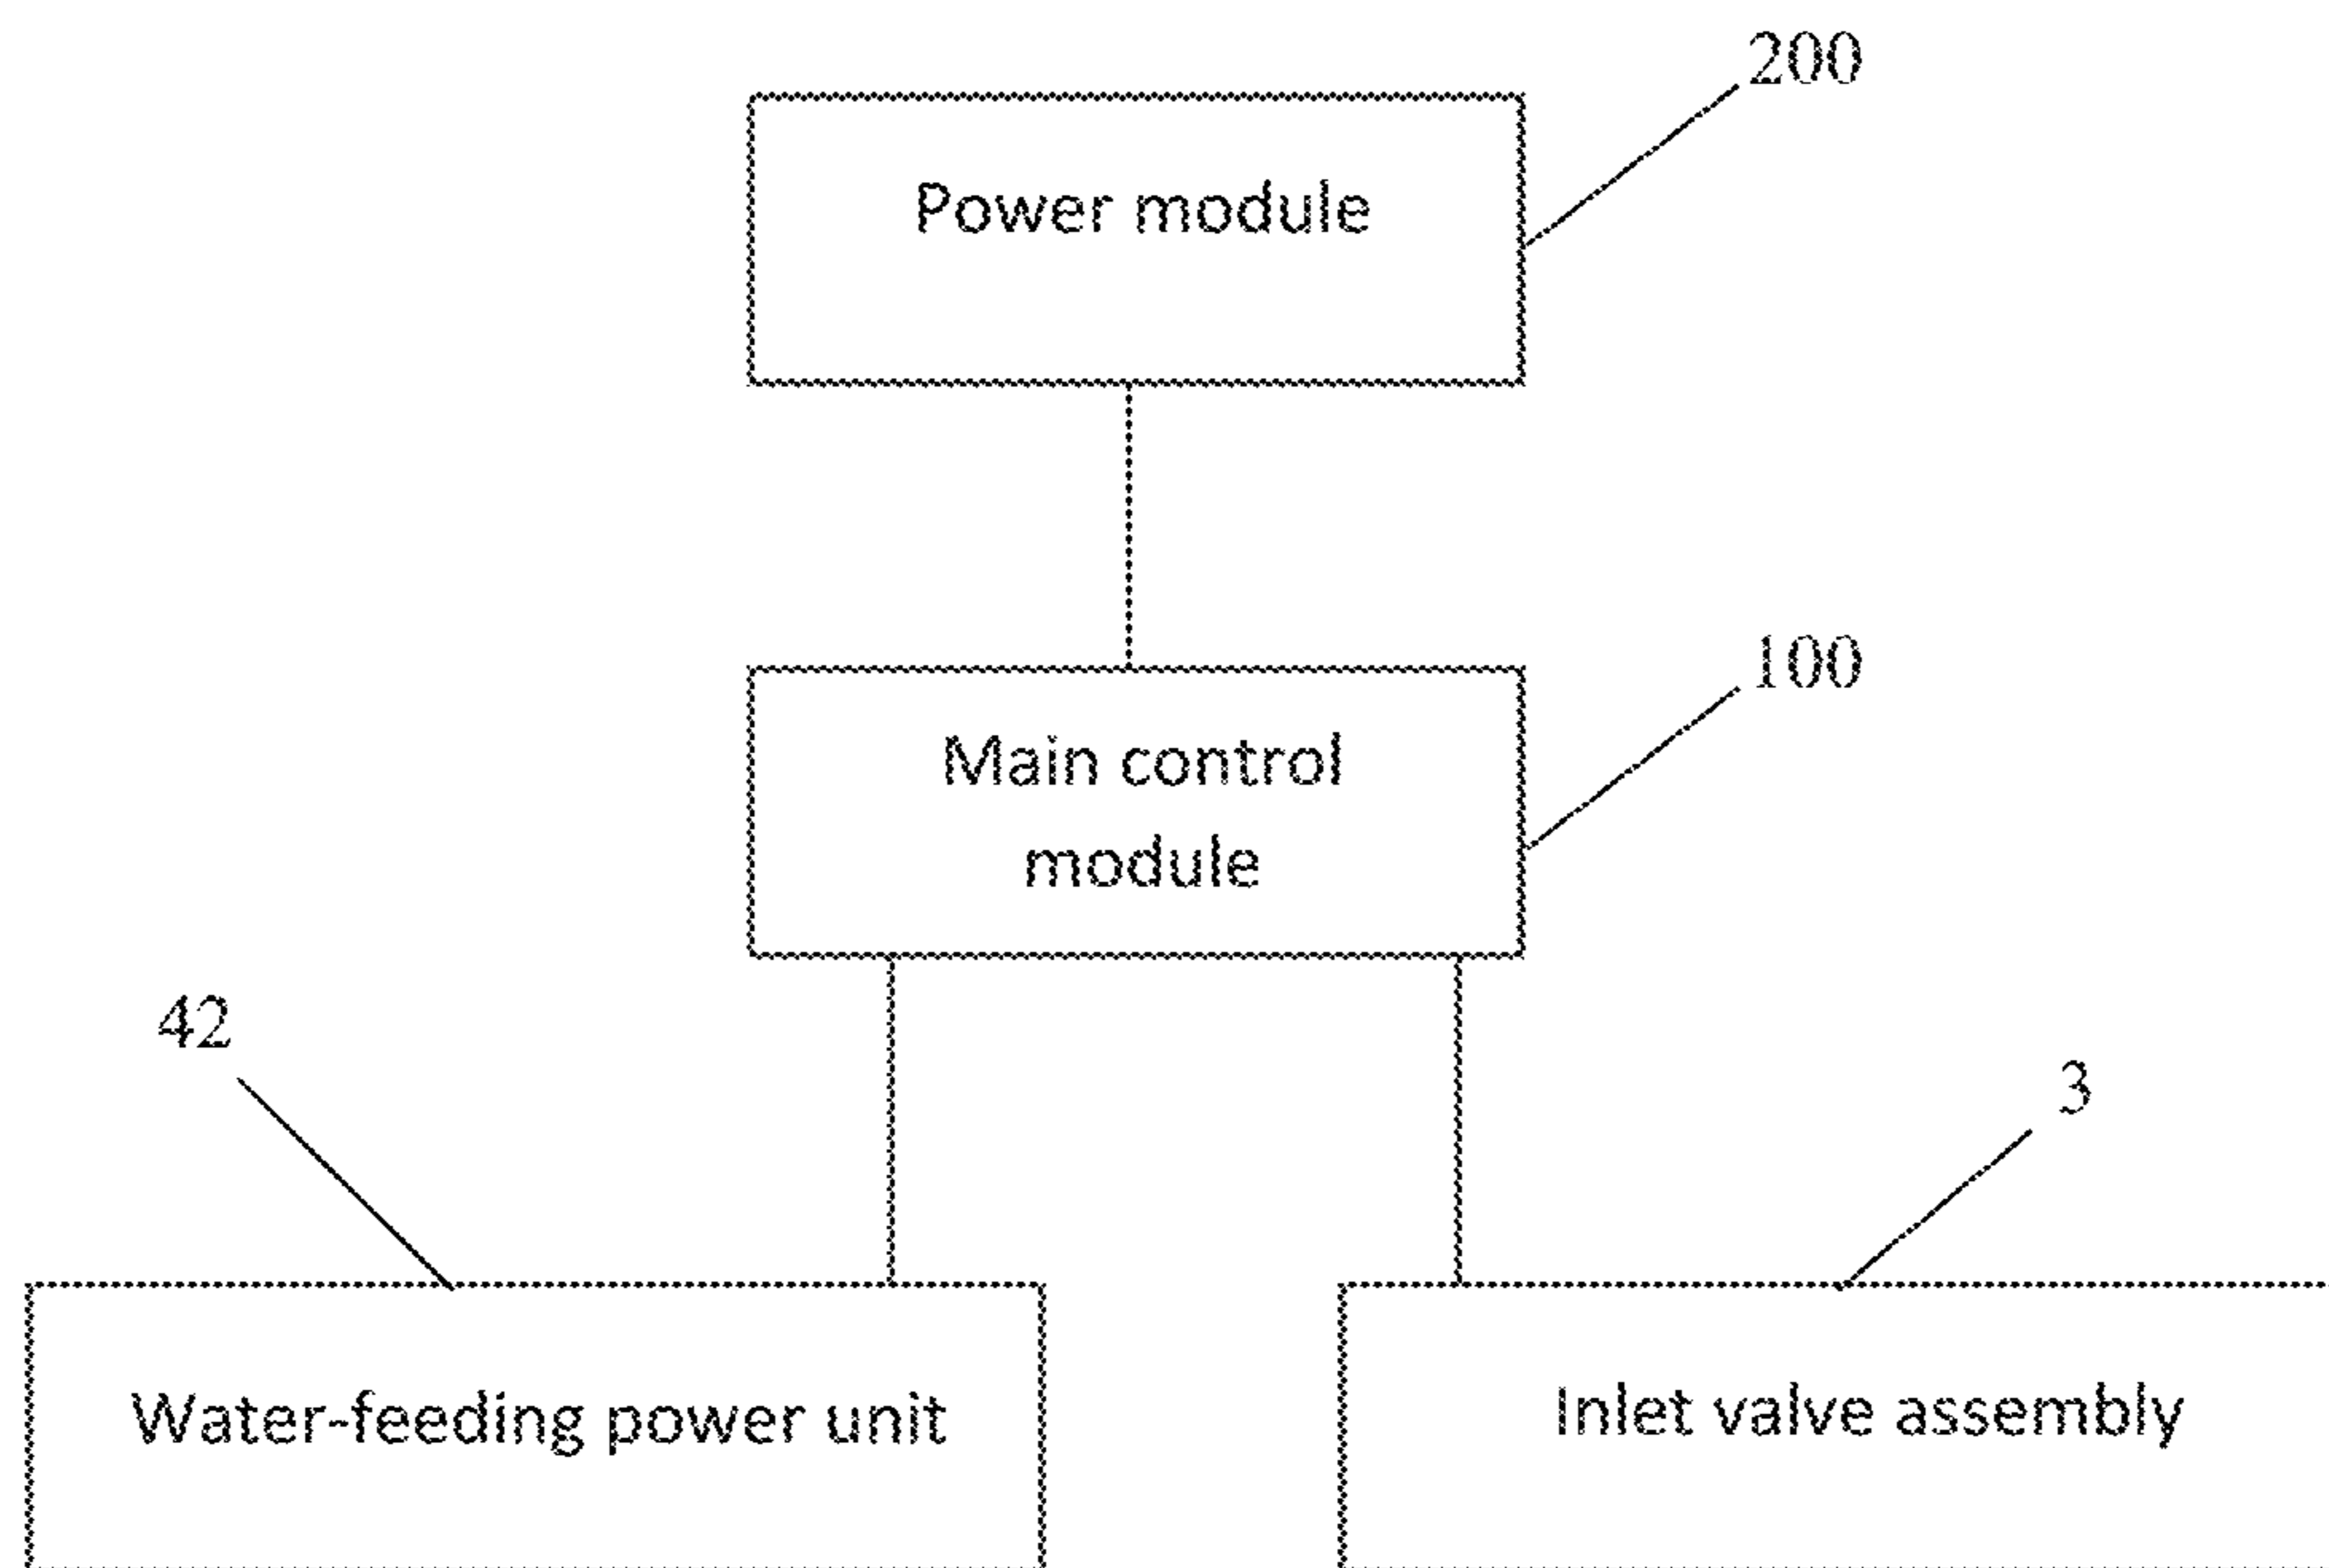 200
Power module
100
Main control
module
42
3
Water-feeding power unit
Inlet valve assembly